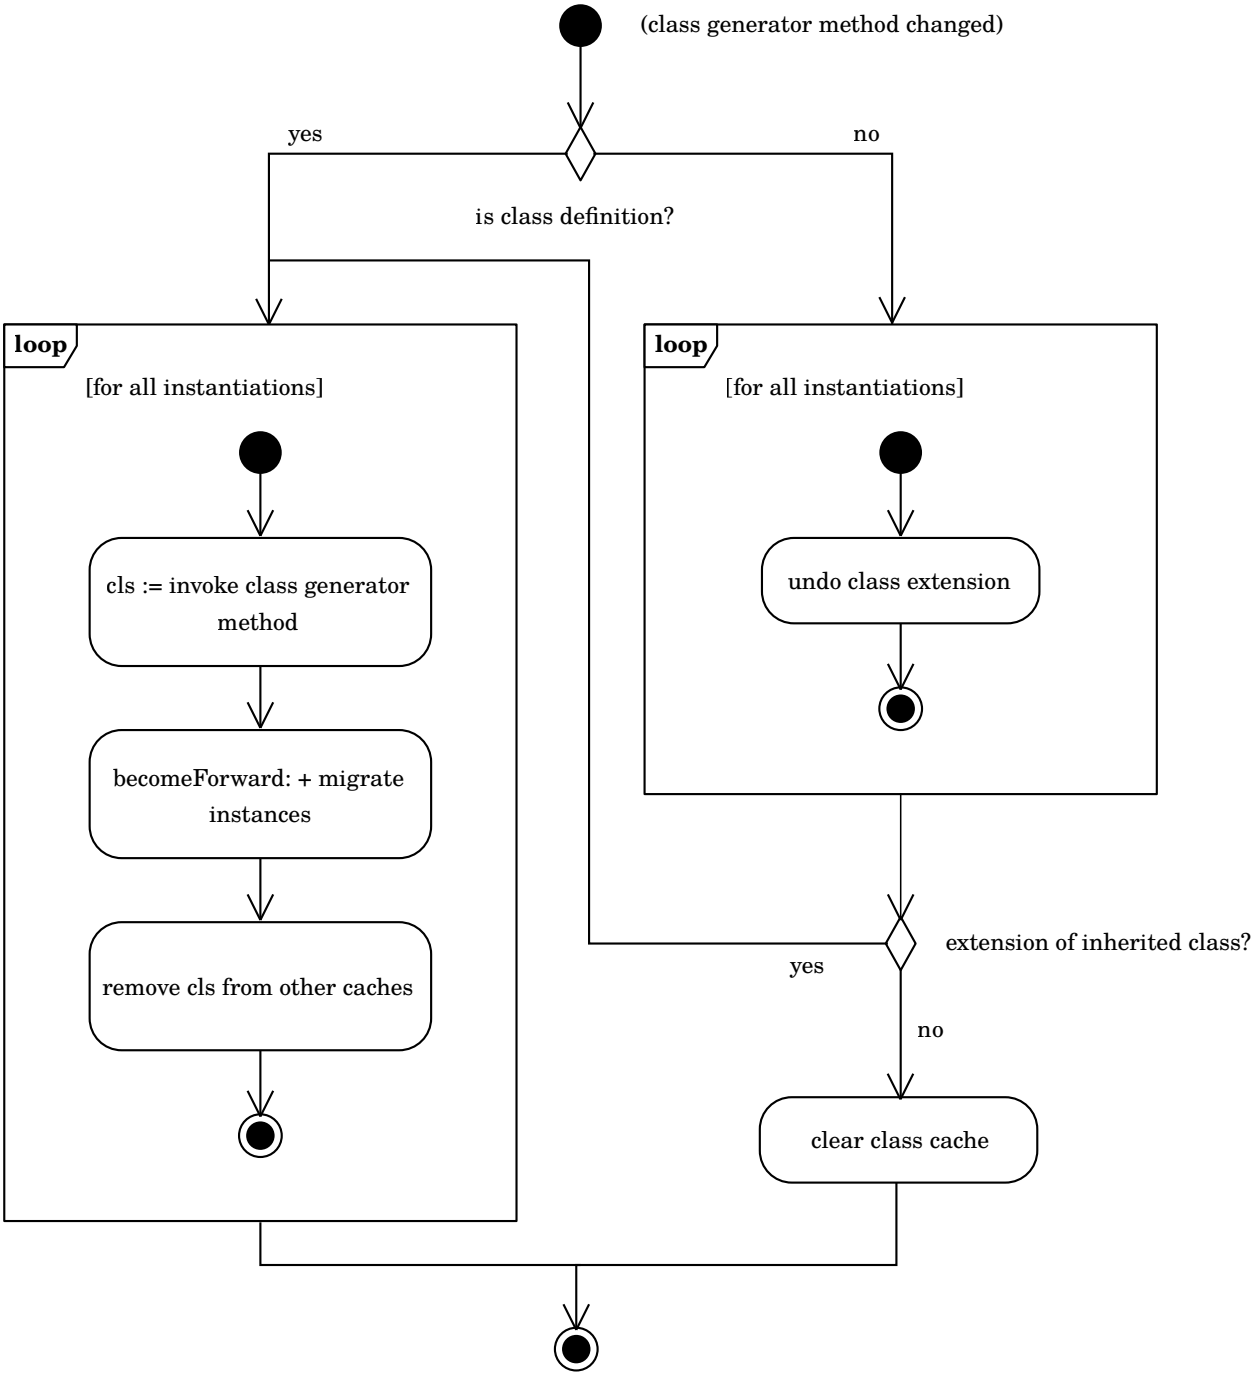 (class generator method changed)
yes
no
is class definition?
loop
[for all instantiations]
cls := invoke class generator
method
becomeForward: + migrate
instances
remove cls from other caches
loop
[for all instantiations]
undo class extension
extension of inherited class?
yes
no
clear class cache